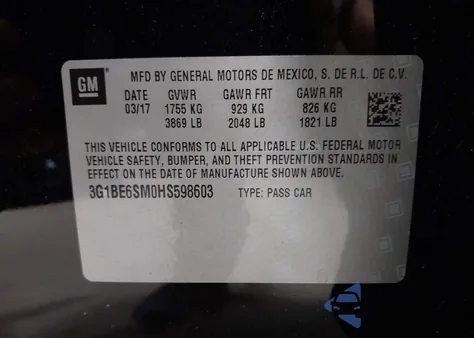 GM
MFD BY GENERAL MOTORS DE MEXICO, S. DE R.L. DE C.V.
DATE GVWR GAWR FRT GAWR RR
03/17 1755 KG 929 KG 826 KG
3869 LB 2048 LB 1821 LB
THIS VEHICLE CONFORMS TO ALL APPLICABLE U.S. FEDERAL MOTOR
VEHICLE SAFETY, BUMPER, AND THEFT PREVENTION STANDARDS IN
EFFECT ON THE DATE OF MANUFACTURE SHOWN ABOVE.
3G1BE6SM0HS598603 TYPE: PASS CAR